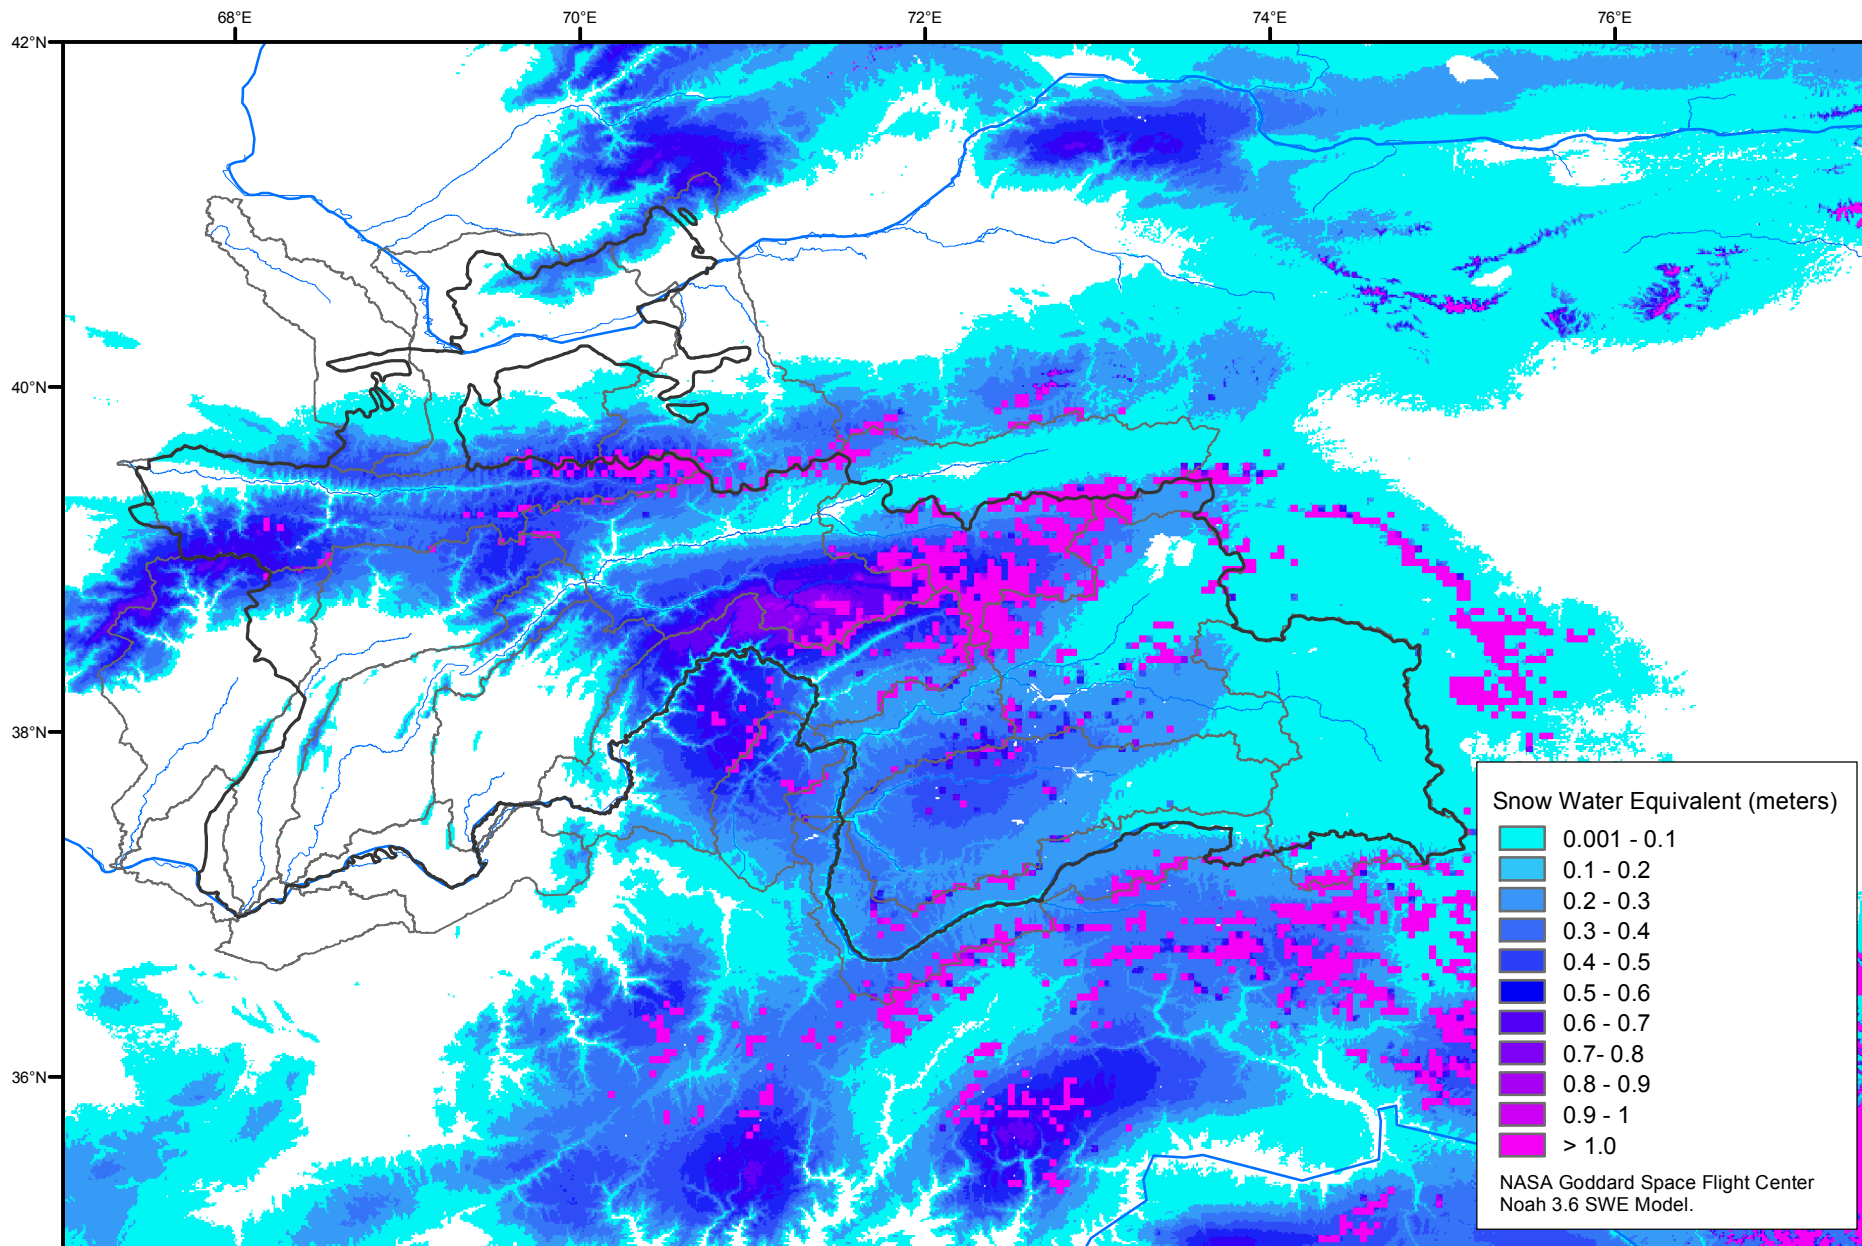 68°E 70°E 72°E 74°E 76°E
42°N
40°N
38°N
36°N
Snow Water Equivalent (meters)
0.001 - 0.1
0.1 - 0.2
0.2 - 0.3
0.3 - 0.4
0.4 - 0.5
0.5 - 0.6
0.6 - 0.7
0.7- 0.8
0.8 - 0.9
0.9 - 1
> 1.0
NASA Goddard Space Flight Center
Noah 3.6 SWE Model.